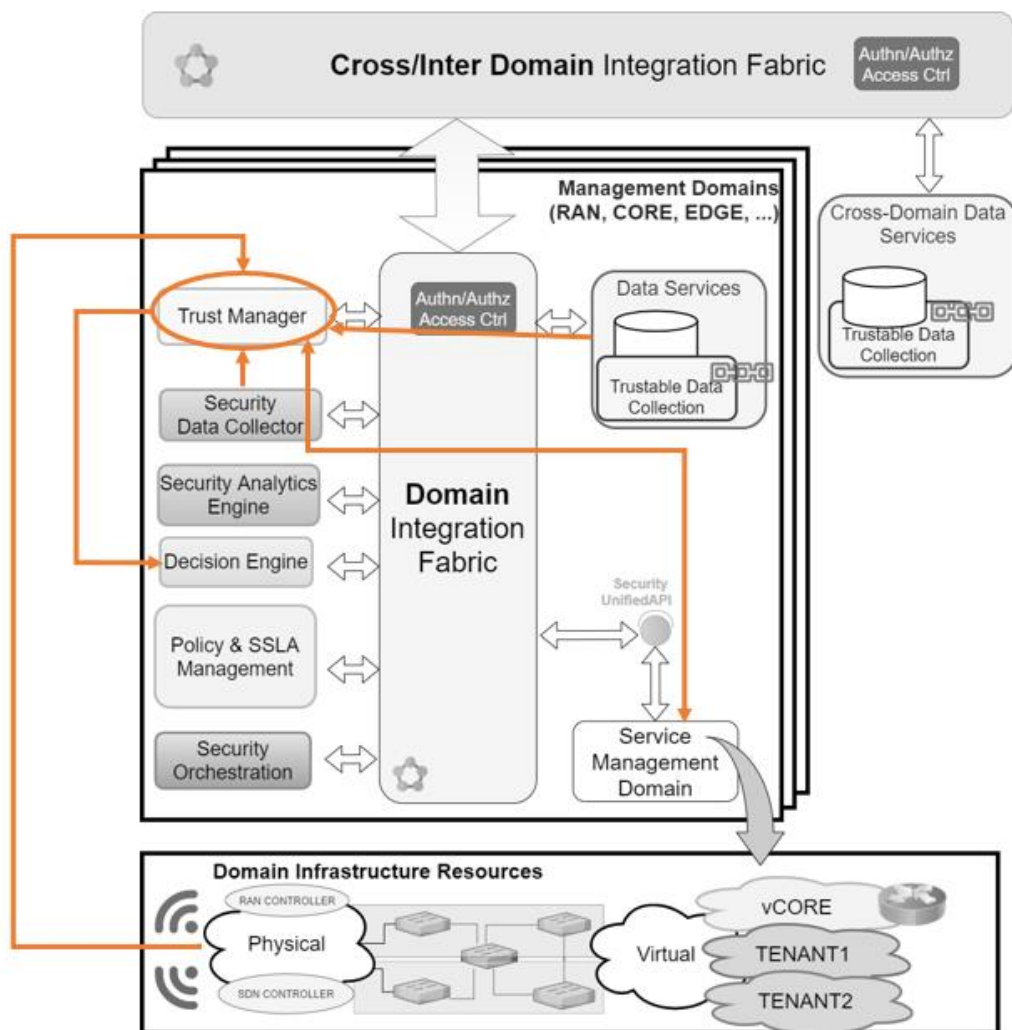 Cross/Inter Domain Integration Fabric
Authn/Authz
Access Ctrl
Management Domains
(RAN, CORE, EDGE, ...)
Cross-Domain Data
Services
Trustable Data
Collection
Trust Manager
Authn/Authz
Access Ctrl
Data Services
Trustable Data
Collection
Security
Data Collector
Security Analytics
Engine
Domain
Integration
Fabric
Decision Engine
Security
UnifiedAPI
Policy & SSLA
Management
Service
Management
Domain
Security
Orchestration
Domain Infrastructure Resources
RAN CONTROLLER
Physical
SDN CONTROLLER
Virtual
vCORE
TENANT1
TENANT2